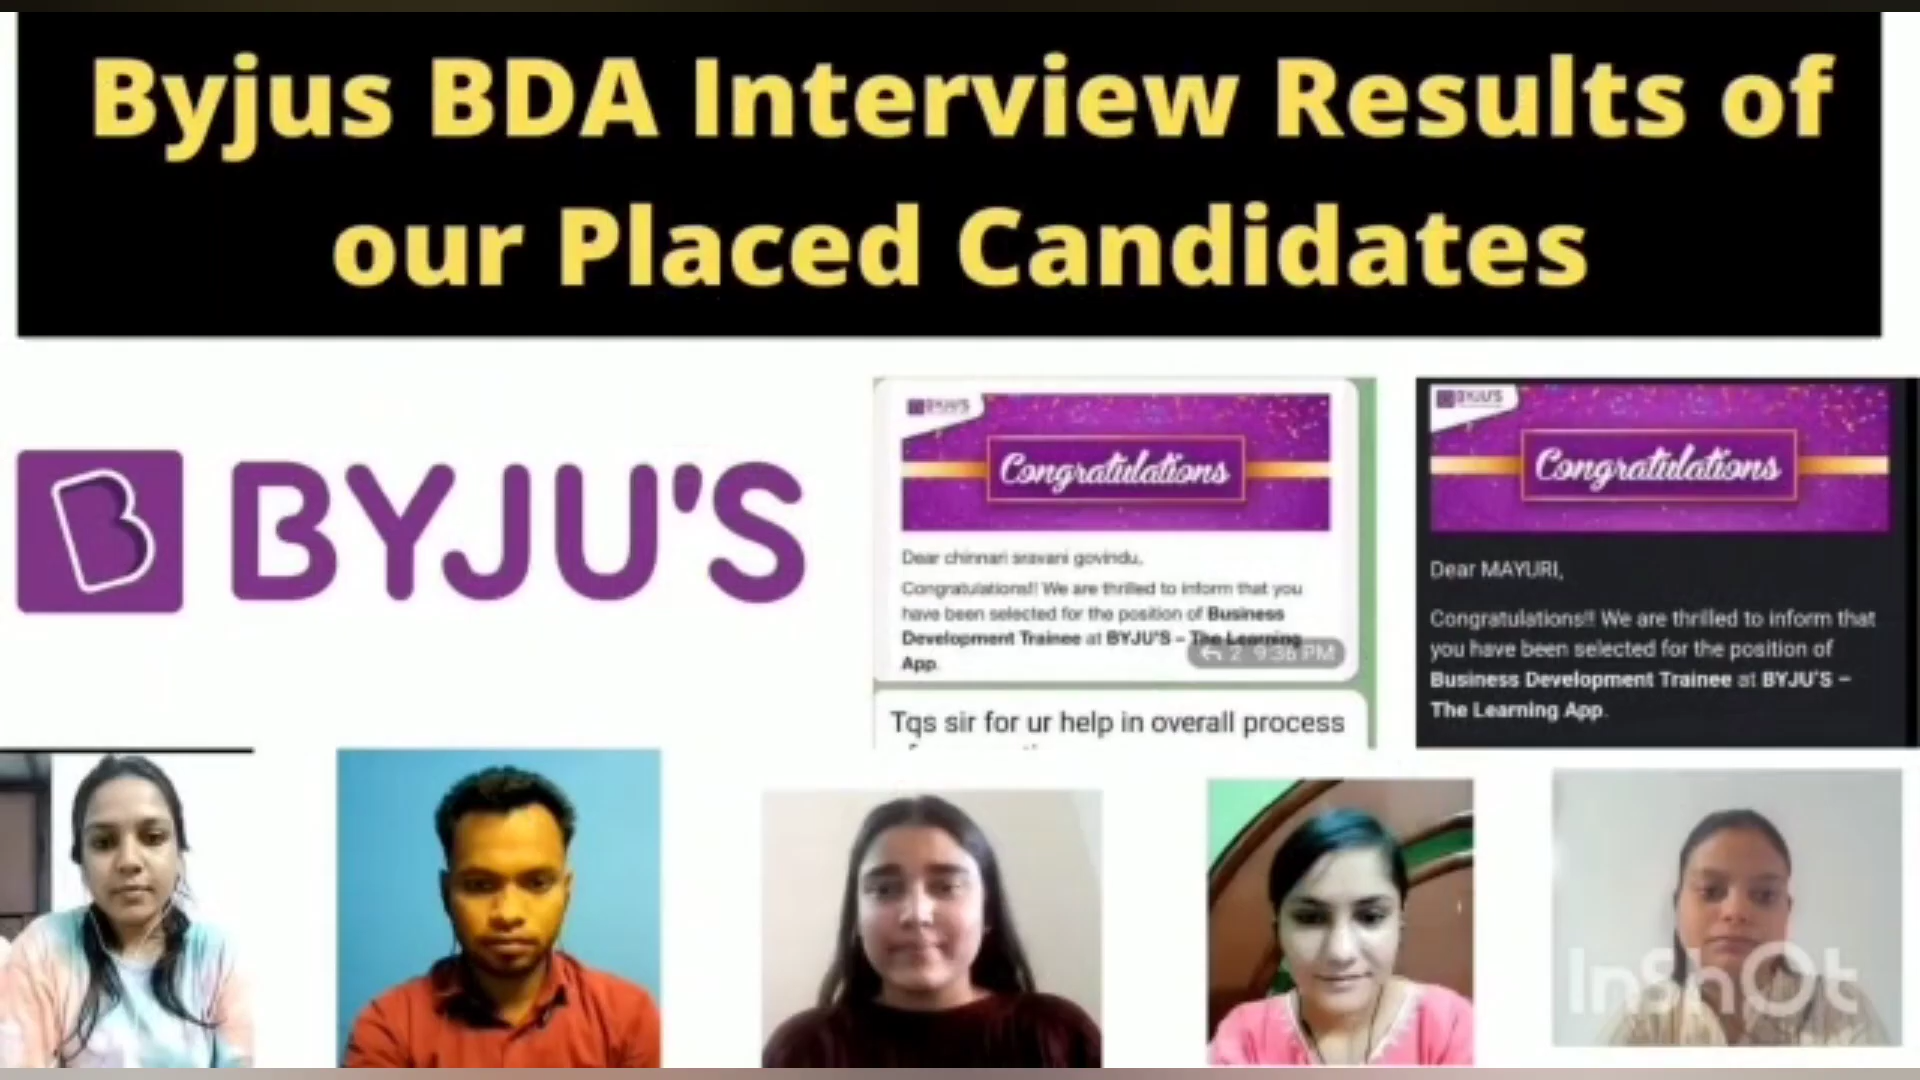 Byjus BDA Interview Results of
our Placed Candidates
BYJU'S
BYJU'S
Congratulations
Dear chinnari sravani govindu,
Congratulations!! We are thrilled to inform that you
have been selected for the position of Business
Development Trainee at BYJU'S – The Learning
App.
2 9:36 PM
Tqs sir for ur help in overall process
BYJU'S
Congratulations
Dear MAYURI,
Congratulations!! We are thrilled to inform that
you have been selected for the position of
Business Development Trainee at BYJU'S –
The Learning App.
InShOt